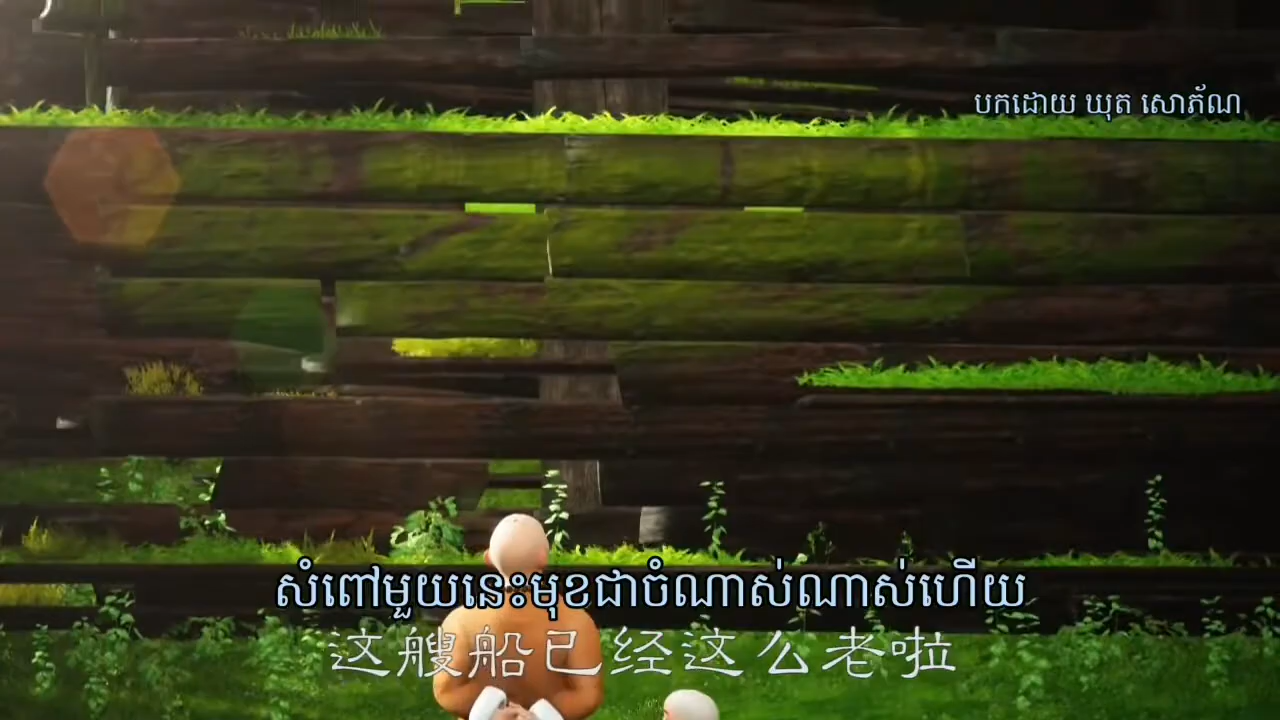 បកដោយ ឃុត សោភ័ណ
សំពៅមួយនេះមុខជាចំណាស់ណាស់ហើយ
这艘船已经这么老啦